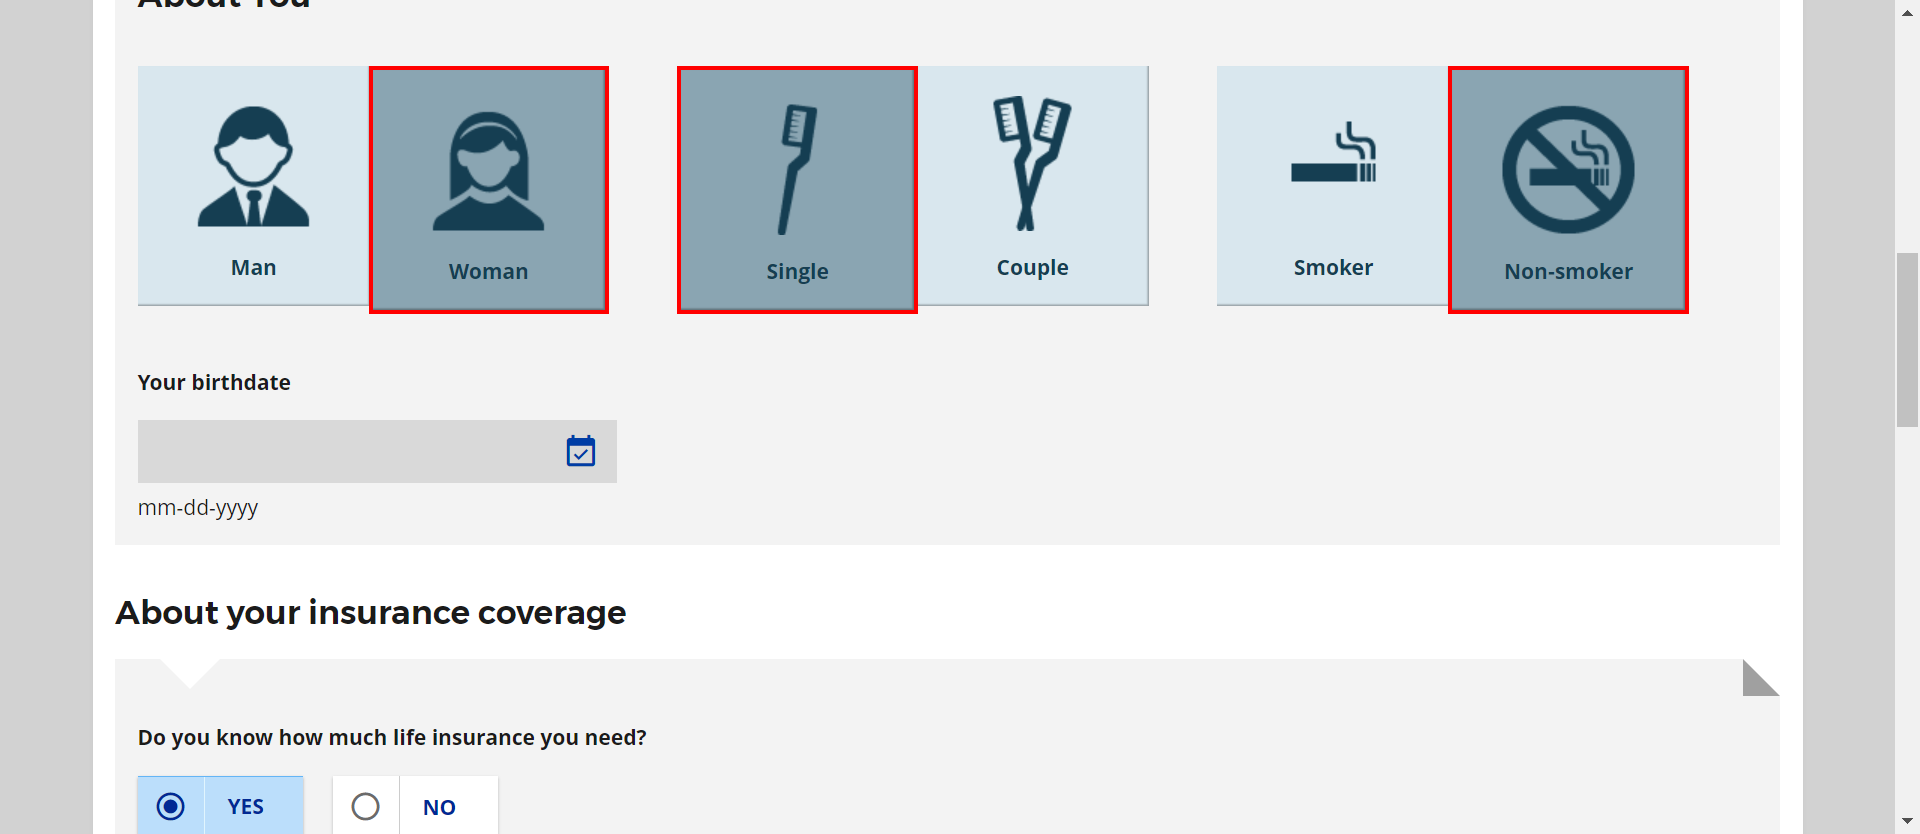 About You
Man
Woman
Single
Couple
Smoker
Non-smoker
Your birthdate
mm-dd-yyyy
About your insurance coverage
Do you know how much life insurance you need?
YES
NO